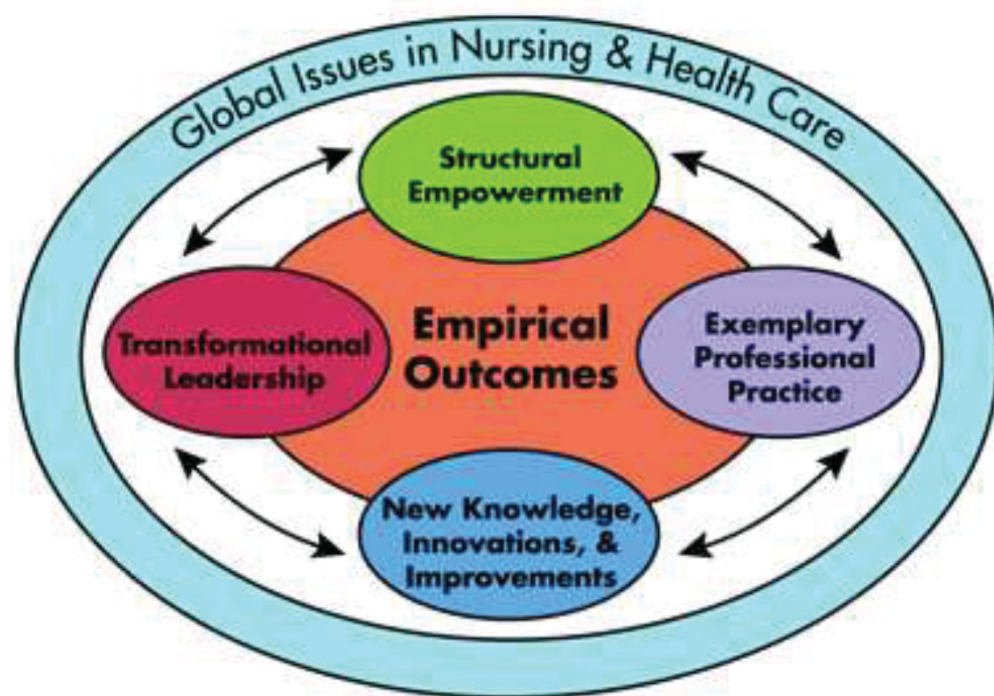 Global Issues in Nursing & Health Care
Structural
Empowerment
Transformational
Leadership
Empirical
Outcomes
Exemplary
Professional
Practice
New Knowledge,
Innovations, &
Improvements